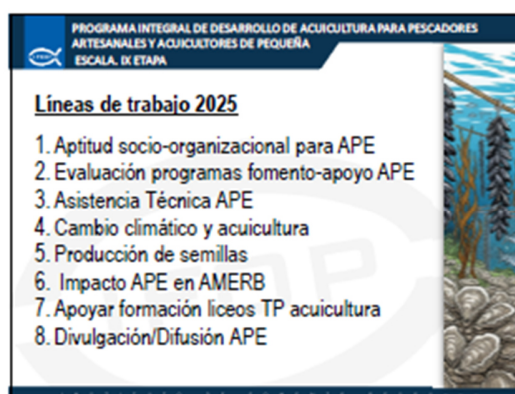 PROGRAMA INTEGRAL DE DESARROLLO DE ACUICULTURA PARA PESCADORES
ARTESANALES Y ACUICULTORES DE PEQUEÑA
ESCALA. IX ETAPA
Líneas de trabajo 2025
1. Aptitud socio-organizacional para APE
2. Evaluación programas fomento-apoyo APE
3. Asistencia Técnica APE
4. Cambio climático y acuicultura
5. Producción de semillas
6. Impacto APE en AMERB
7. Apoyar formación liceos TP acuicultura
8. Divulgación/Difusión APE